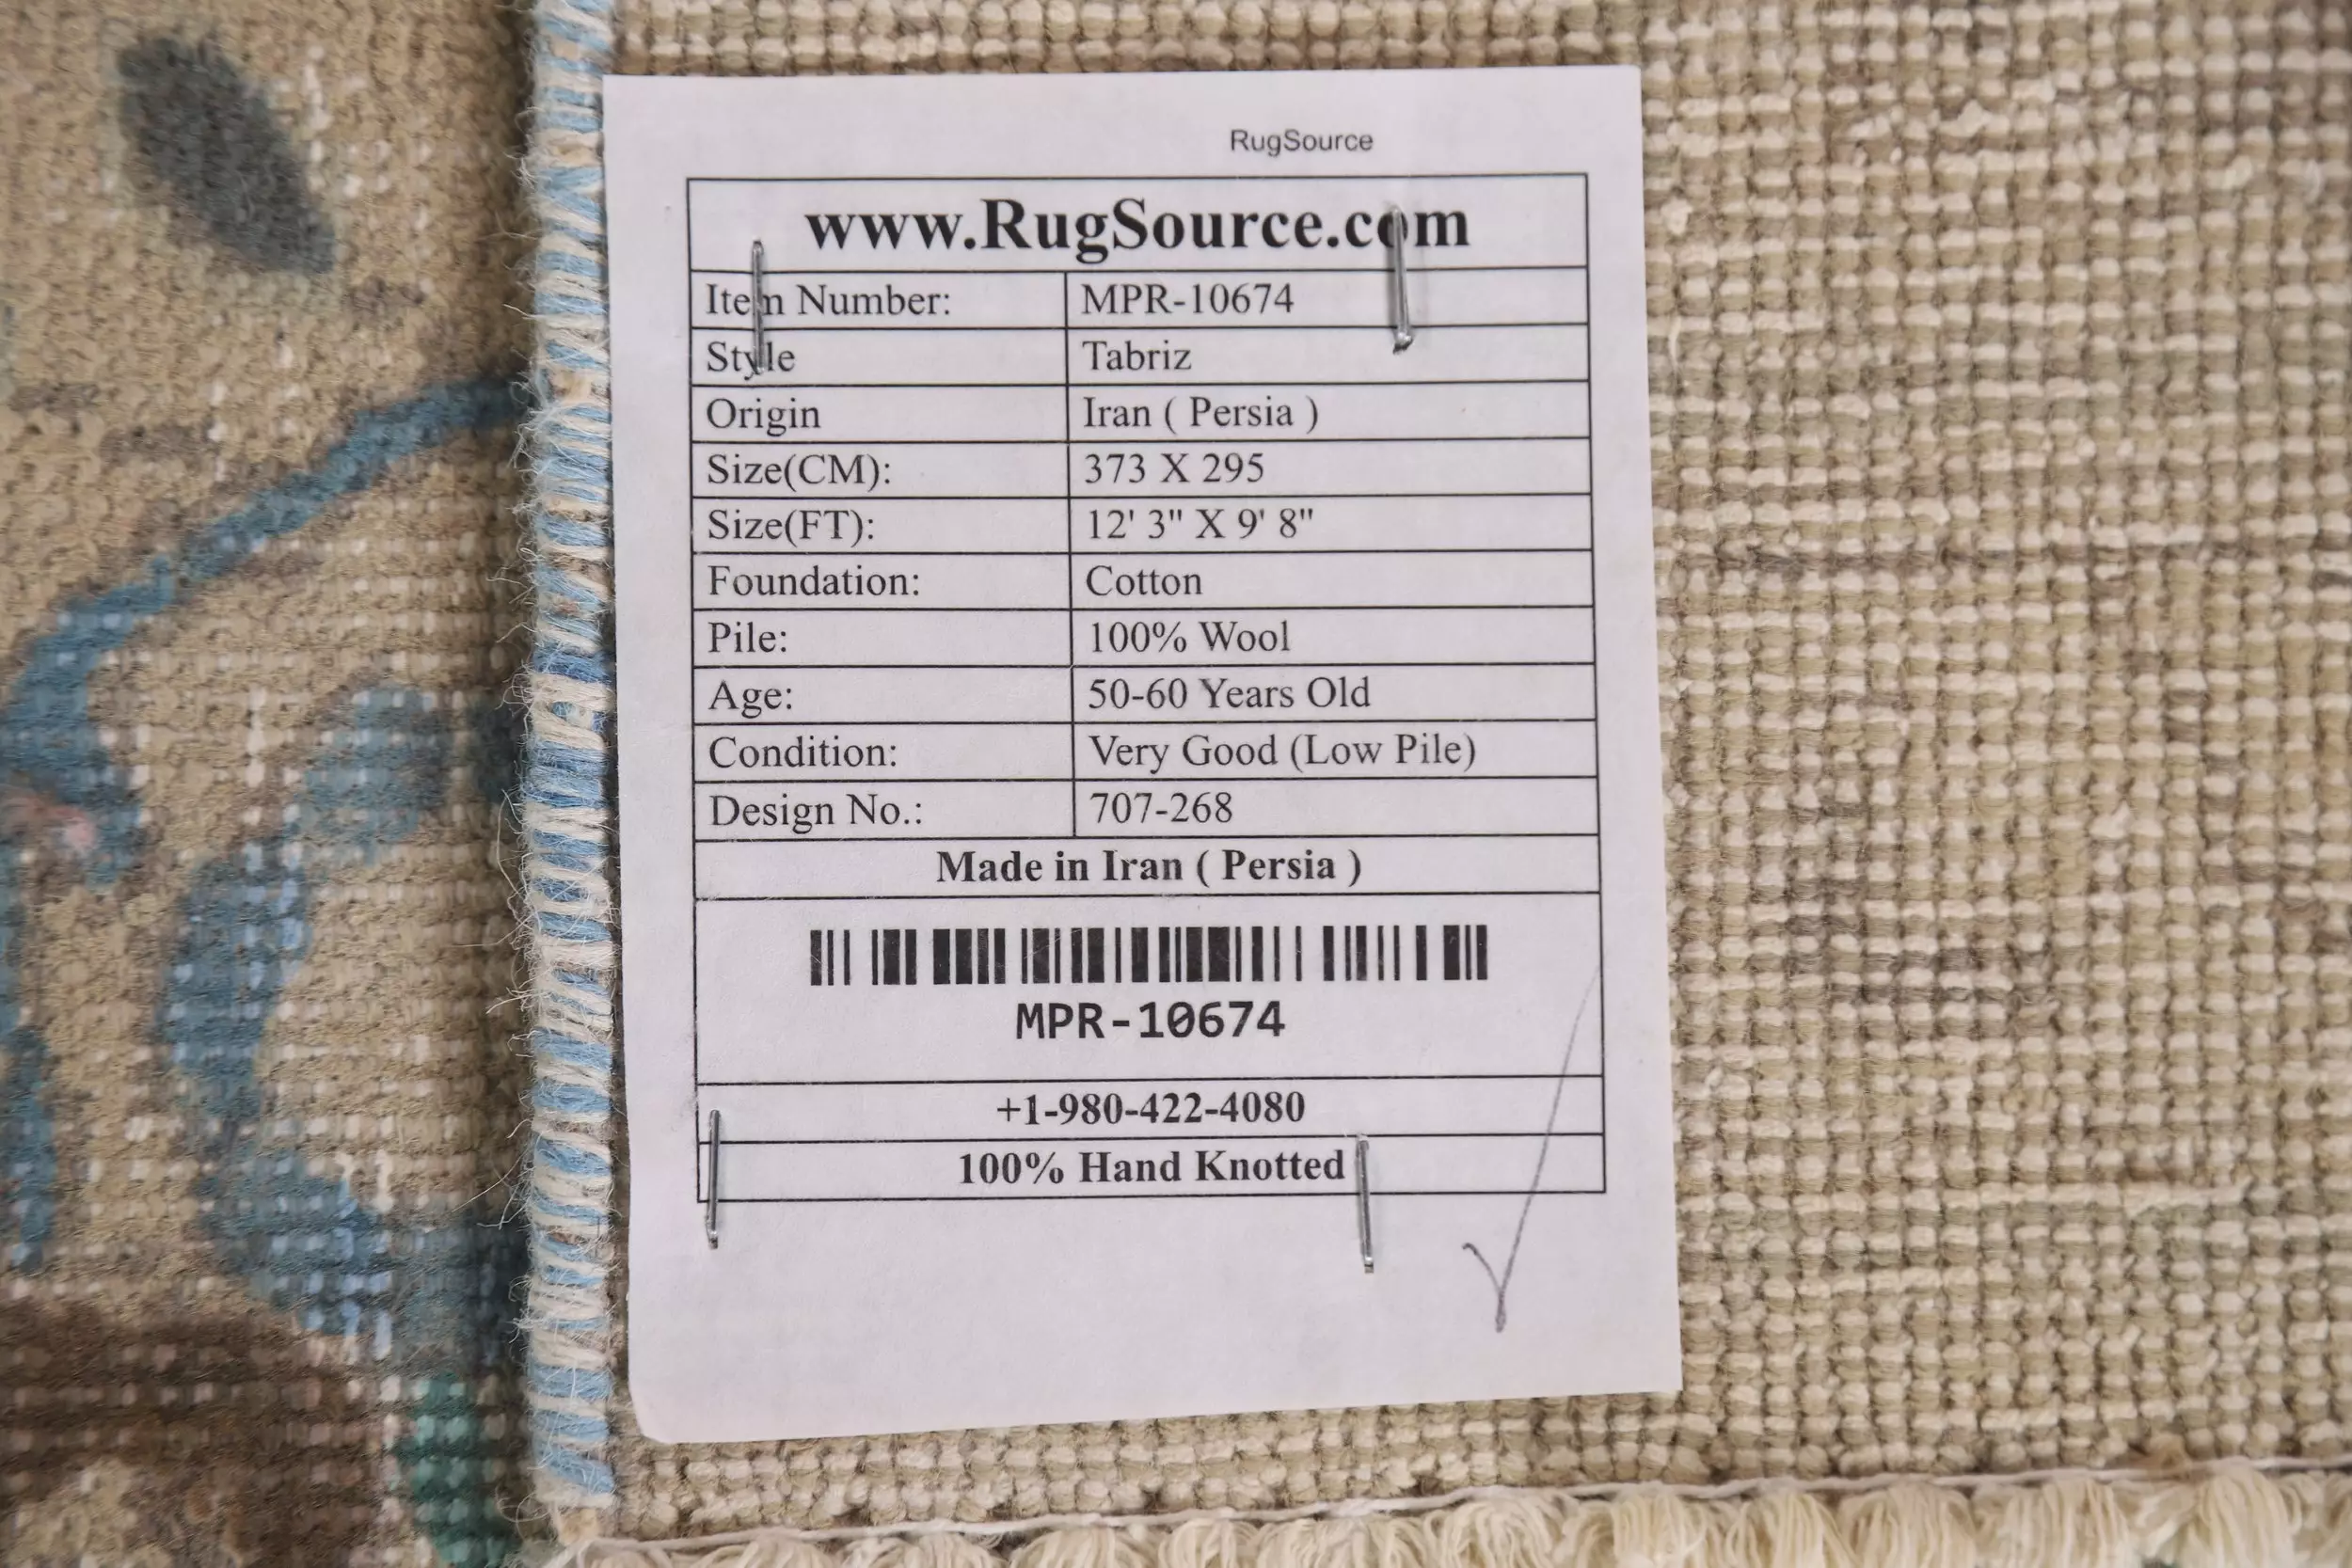 RugSource
www.RugSource.com
Item Number: MPR-10674
Style Tabriz
Origin Iran ( Persia )
Size(CM): 373 X 295
Size(FT): 12' 3" X 9' 8"
Foundation: Cotton
Pile: 100% Wool
Age: 50-60 Years Old
Condition: Very Good (Low Pile)
Design No.: 707-268
Made in Iran ( Persia )
MPR-10674
+1-980-422-4080
100% Hand Knotted